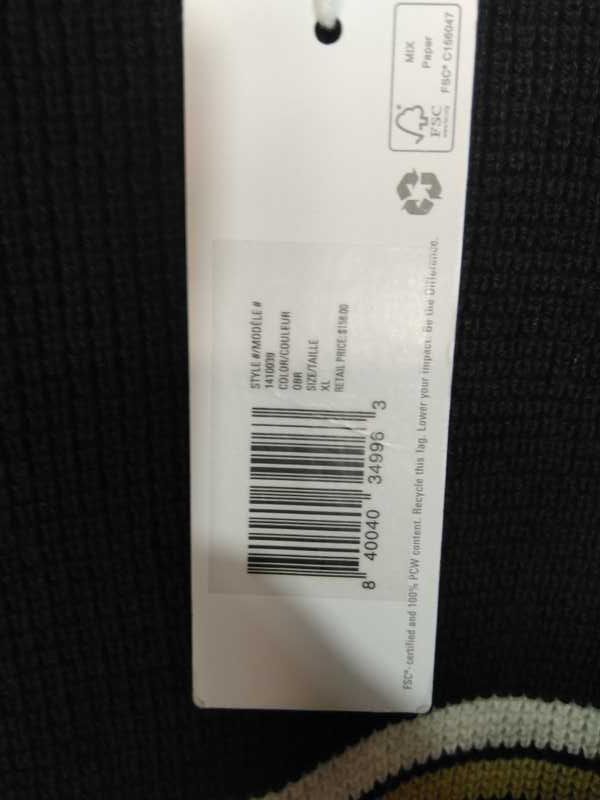 MIX
Paper
FSC® C166047
FSC
STYLE #/MODÈLE #
1410039
COLOR/COULEUR
OBR
SIZE/TAILLE
XL
RETAIL PRICE:$158.00
8 40040 34996 3
FSC®-certified and 100% PCW content. Recycle this Tag. Lower your impact. Be the Difference.